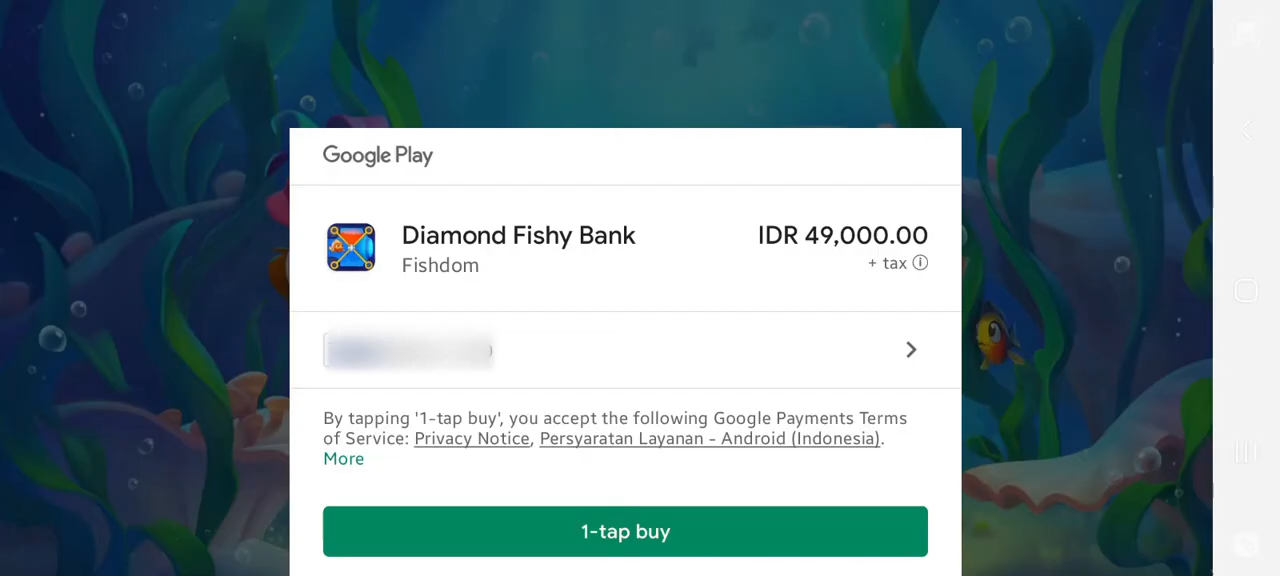 Google Play
Diamond Fishy Bank
IDR 49,000.00
Fishdom
+ tax
By tapping '1-tap buy', you accept the following Google Payments Terms
of Service: Privacy Notice, Persyaratan Layanan - Android (Indonesia).
More
1-tap buy